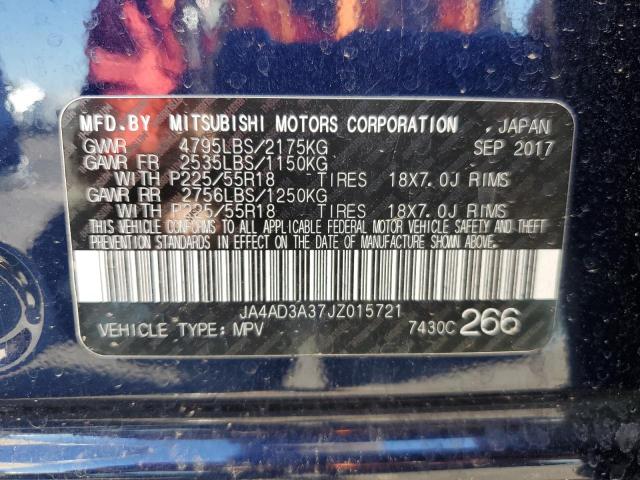 MFD.BY MITSUBISHI MOTORS CORPORATION , JAPAN
GVWR 4795LBS/2175KG SEP 2017
GAWR FR 2535LBS/1150KG
WITH P225/55R18 TIRES 18X7.0J RIMS
GAWR RR 2756LBS/1250KG
WITH P225/55R18 TIRES 18X7.0J RIMS
THIS VEHICLE CONFORMS TO ALL APPLICABLE FEDERAL MOTOR VEHICLE SAFETY AND THEFT
PREVENTION STANDARDS IN EFFECT ON THE DATE OF MANUFACTURE SHOWN ABOVE.
JA4AD3A37JZ015721
VEHICLE TYPE: MPV 7430C 266